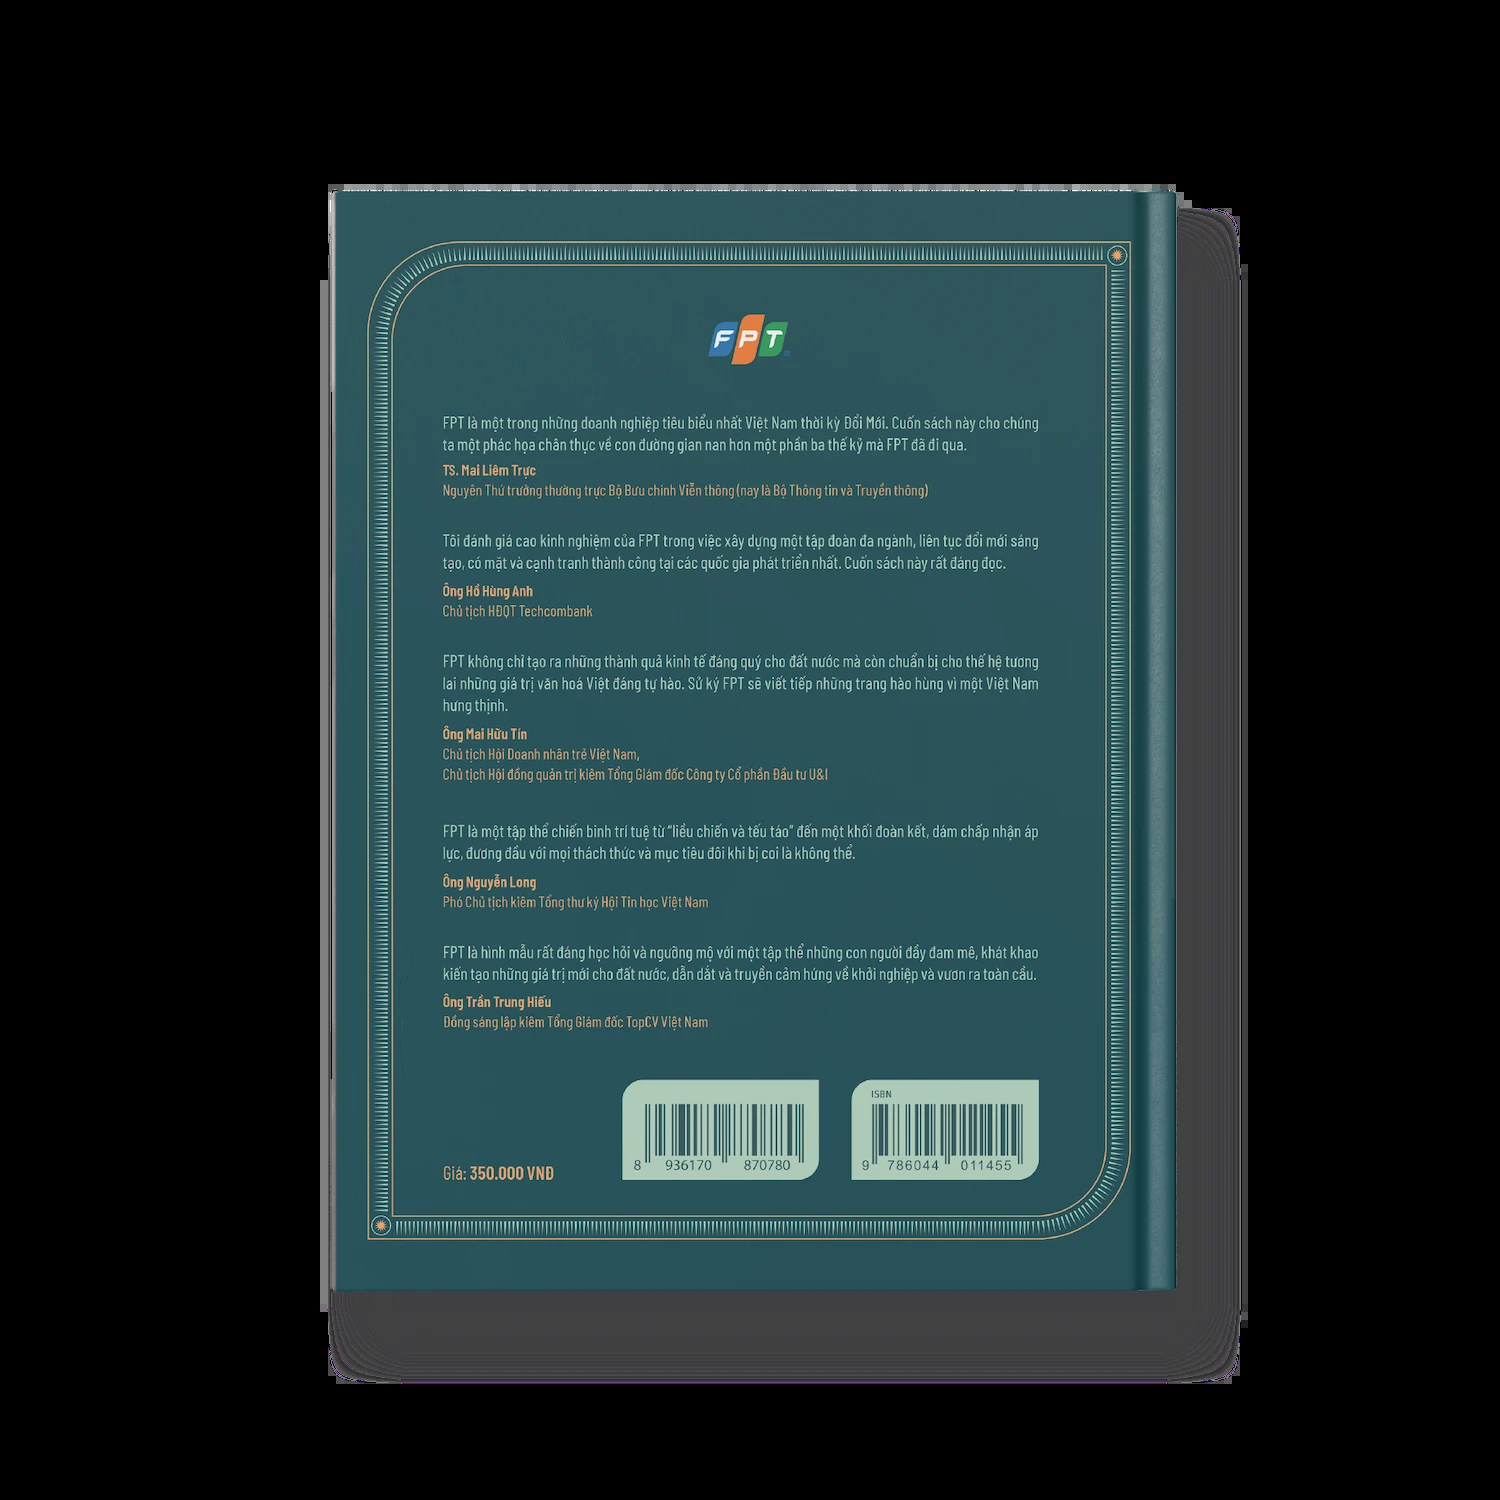 FPT
FPT là một trong những doanh nghiệp tiêu biểu nhất Việt Nam thời kỳ Đổi Mới. Cuốn sách này cho chúng
ta một phác họa chân thực về con đường gian nan hơn một phần ba thế kỷ mà FPT đã đi qua.
TS. Mai Liêm Trực
Nguyên Thứ trưởng thường trực Bộ Bưu chính Viễn thông (nay là Bộ Thông tin và Truyền thông)
Tôi đánh giá cao kinh nghiệm của FPT trong việc xây dựng một tập đoàn đa ngành, liên tục đổi mới sáng
tạo, có mặt và cạnh tranh thành công tại các quốc gia phát triển nhất. Cuốn sách này rất đáng đọc.
Ông Hồ Hùng Anh
Chủ tịch HĐQT Techcombank
FPT không chỉ tạo ra những thành quả kinh tế đáng quý cho đất nước mà còn chuẩn bị cho thế hệ tương
lai những giá trị văn hoá Việt đáng tự hào. Sử ký FPT sẽ viết tiếp những trang hào hùng vì một Việt Nam
hưng thịnh.
Ông Mai Hữu Tín
Chủ tịch Hội Doanh nhân trẻ Việt Nam,
Chủ tịch Hội đồng quản trị kiêm Tổng Giám đốc Công ty Cổ phần Đầu tư U&I
FPT là một tập thể chiến binh trí tuệ từ “liều chiến và tếu táo” đến một khối đoàn kết, dám chấp nhận áp
lực, đương đầu với mọi thách thức và mục tiêu đôi khi bị coi là không thể.
Ông Nguyễn Long
Phó Chủ tịch kiêm Tổng thư ký Hội Tin học Việt Nam
FPT là hình mẫu rất đáng học hỏi và ngưỡng mộ với một tập thể những con người đầy đam mê, khát khao
kiến tạo những giá trị mới cho đất nước, dẫn dắt và truyền cảm hứng về khởi nghiệp và vươn ra toàn cầu.
Ông Trần Trung Hiếu
Đồng sáng lập kiêm Tổng Giám đốc TopCV Việt Nam
Giá: 350.000 VNĐ
8 936170 870780
ISBN
9 786044 011455